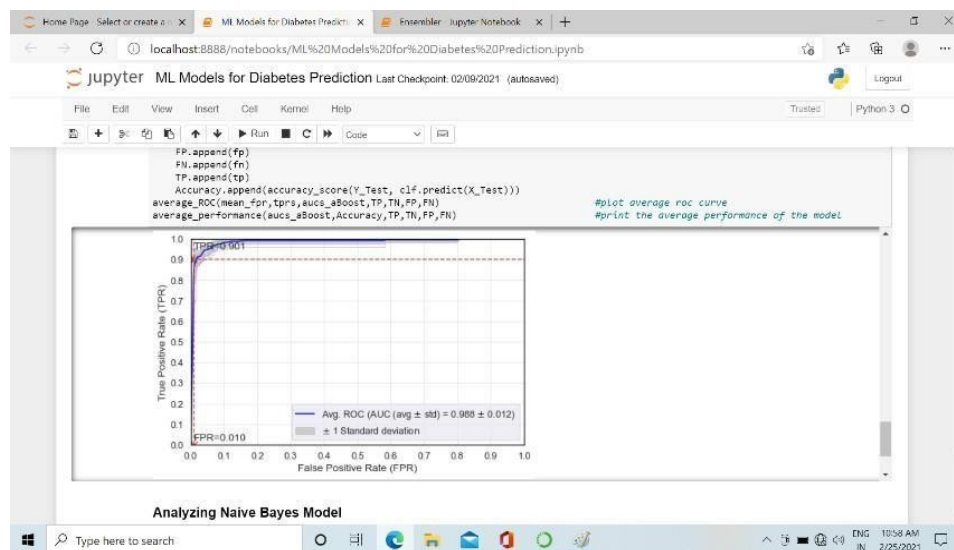 Home Page - Select or create a n
ML Models for Diabetes Predicti
Ensembler - Jupyter Notebook
localhost:8888/notebooks/ML%20Models%20for%20Diabetes%20Prediction.ipynb
jupyter ML Models for Diabetes Prediction Last Checkpoint: 02/09/2021 (autosaved)
Logout
File Edit View Insert Cell Kernel Help
Trusted
Python 3
Run
Code
FP.append(fp)
FN.append(fn)
TP.append(tp)
Accuracy.append(accuracy_score(Y_Test, clf.predict(X_Test)))
average_ROC(mean_fpr,tprs,aucs_aBoost,TP,TN,FP,FN) #plot average roc curve
average_performance(aucs_aBoost,Accuracy,TP,TN,FP,FN) #print the average performance of the model
1.0
TPR=0.901
0.9
0.8
0.7
0.6
0.5
0.4
0.3
0.2
0.1
0.0
True Positive Rate (TPR)
Avg. ROC (AUC (avg ± std) = 0.988 ± 0.012)
± 1 Standard deviation
FPR=0.010
0.0 0.1 0.2 0.3 0.4 0.5 0.6 0.7 0.8 0.9 1.0
False Positive Rate (FPR)
Analyzing Naive Bayes Model
Type here to search
ENG
IN
10:58 AM
2/25/2021